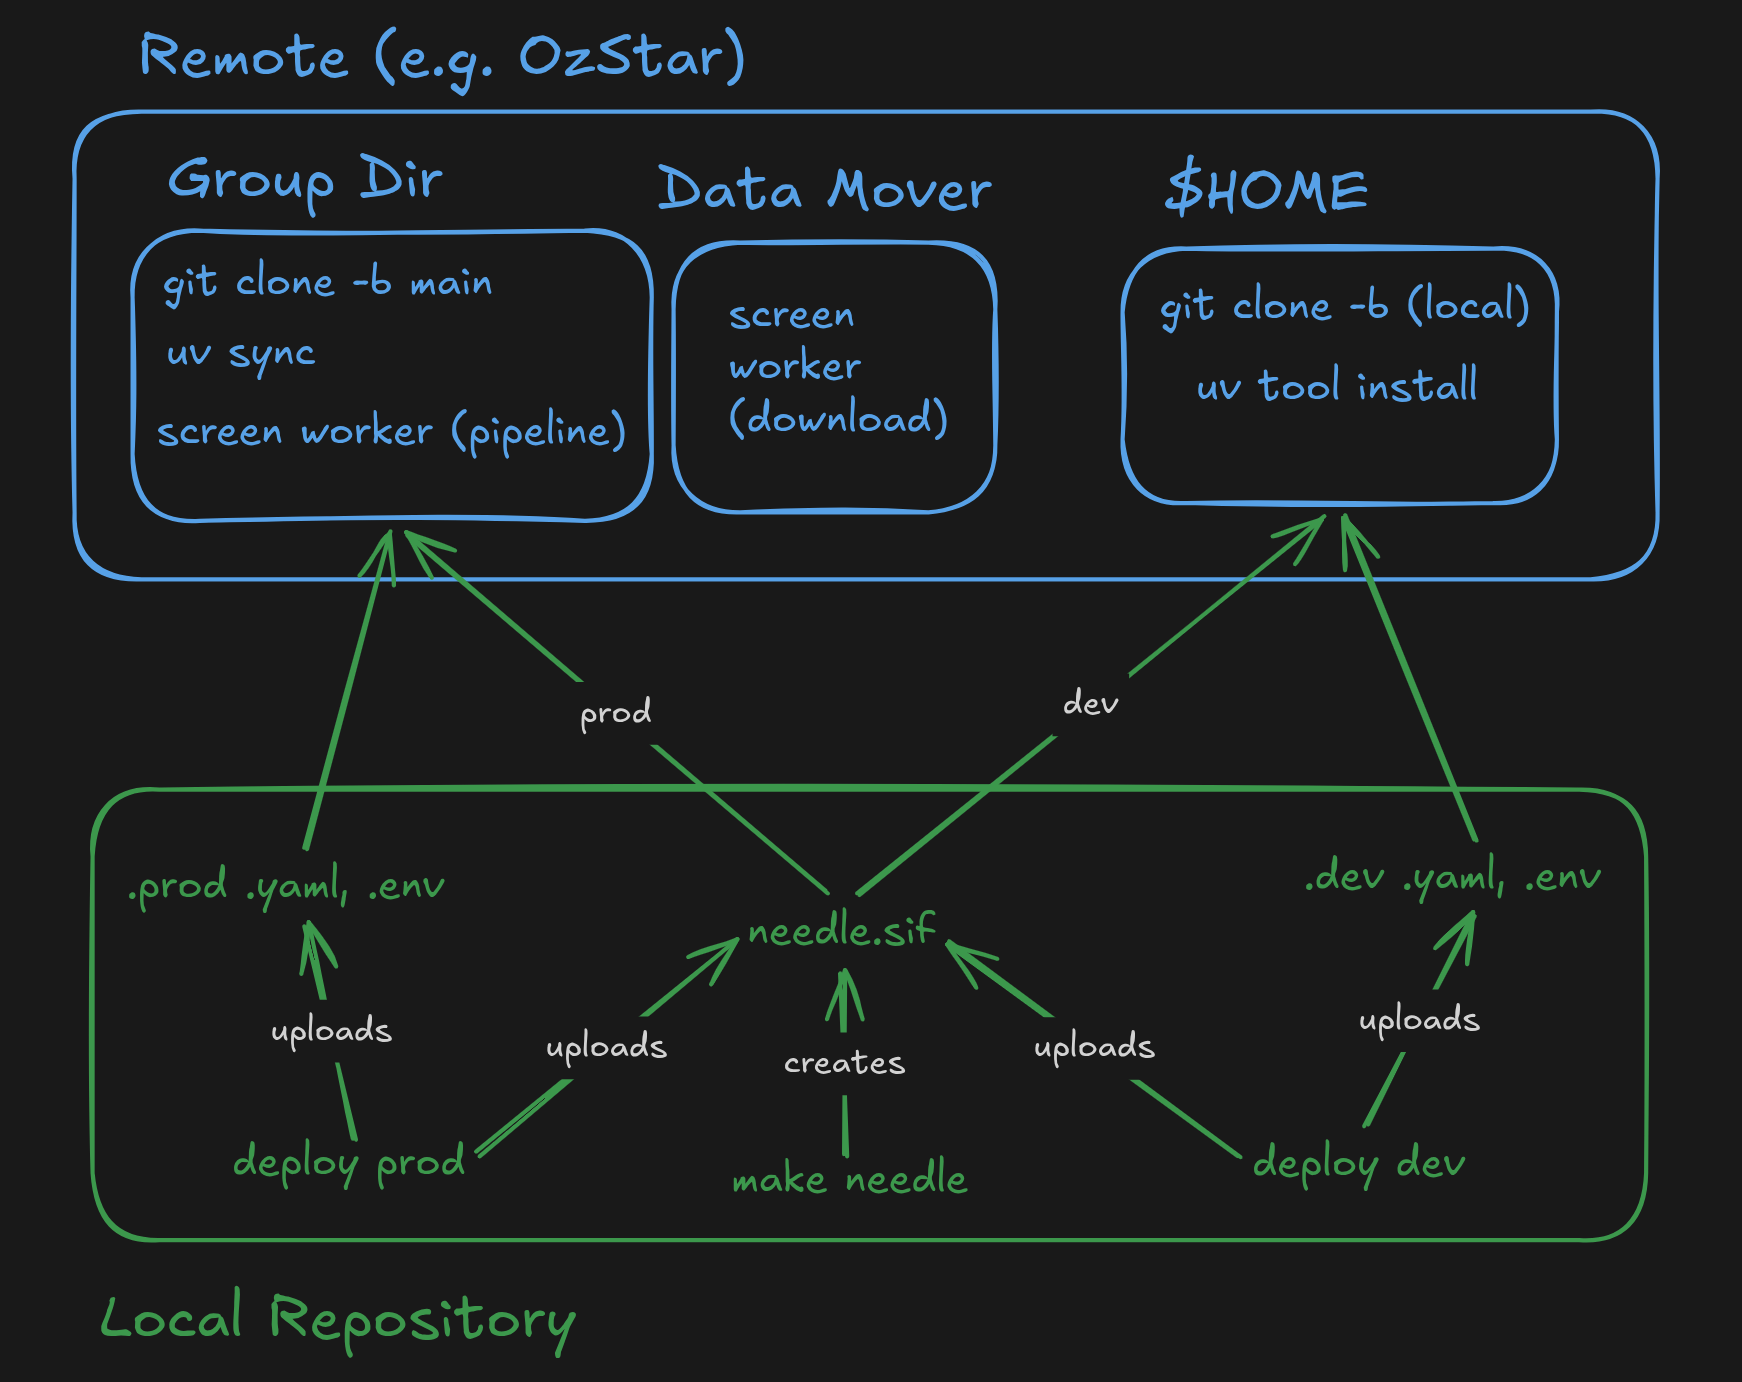 Remote (e.g. OzStar)
Group Dir
git clone -b main
uv sync
screen worker (pipeline)
Data Mover
screen
worker
(download)
$HOME
git clone -b (local)
uv tool install
prod
dev
.prod .yaml, .env
needle.sif
.dev .yaml, .env
uploads
uploads
creates
uploads
uploads
deploy prod
make needle
deploy dev
Local Repository